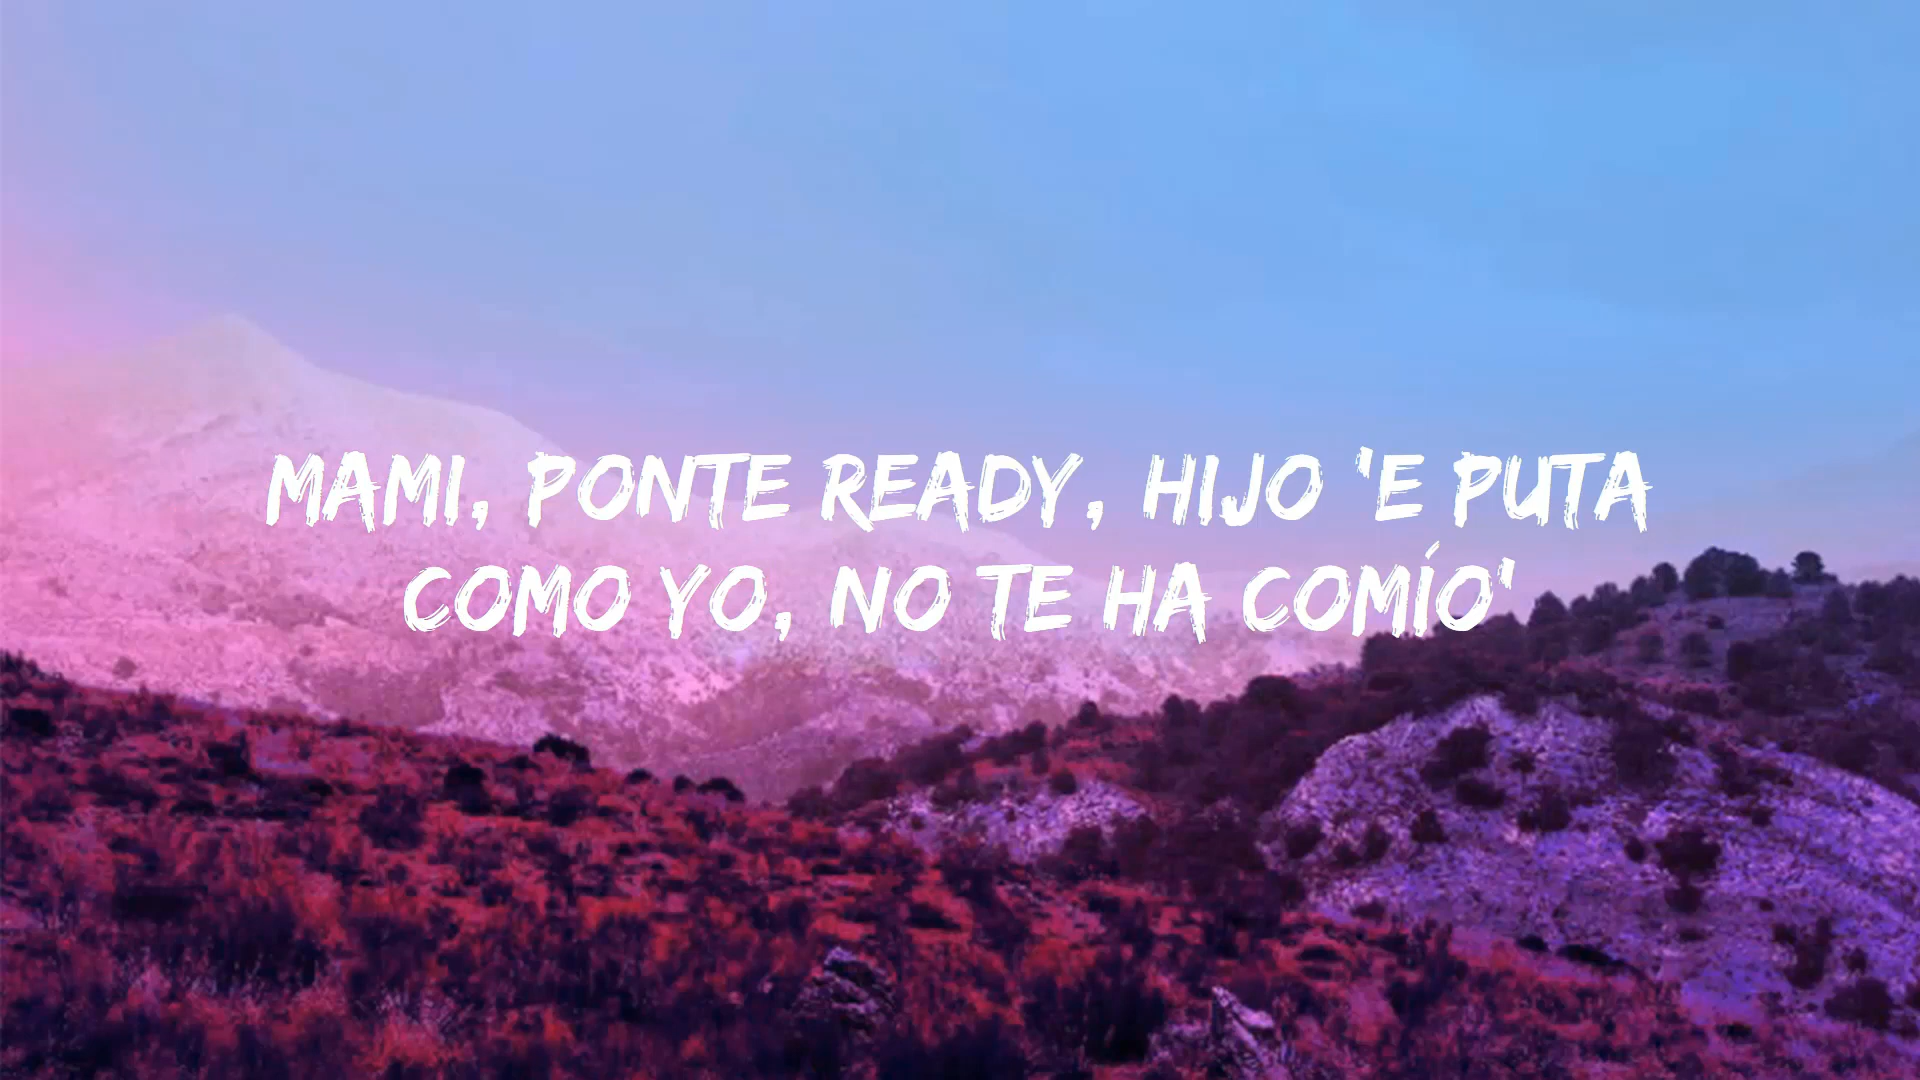 MAMI, PONTE READY, HIJO 'E PUTA
COMO YO, NO TE HA COMÍO'